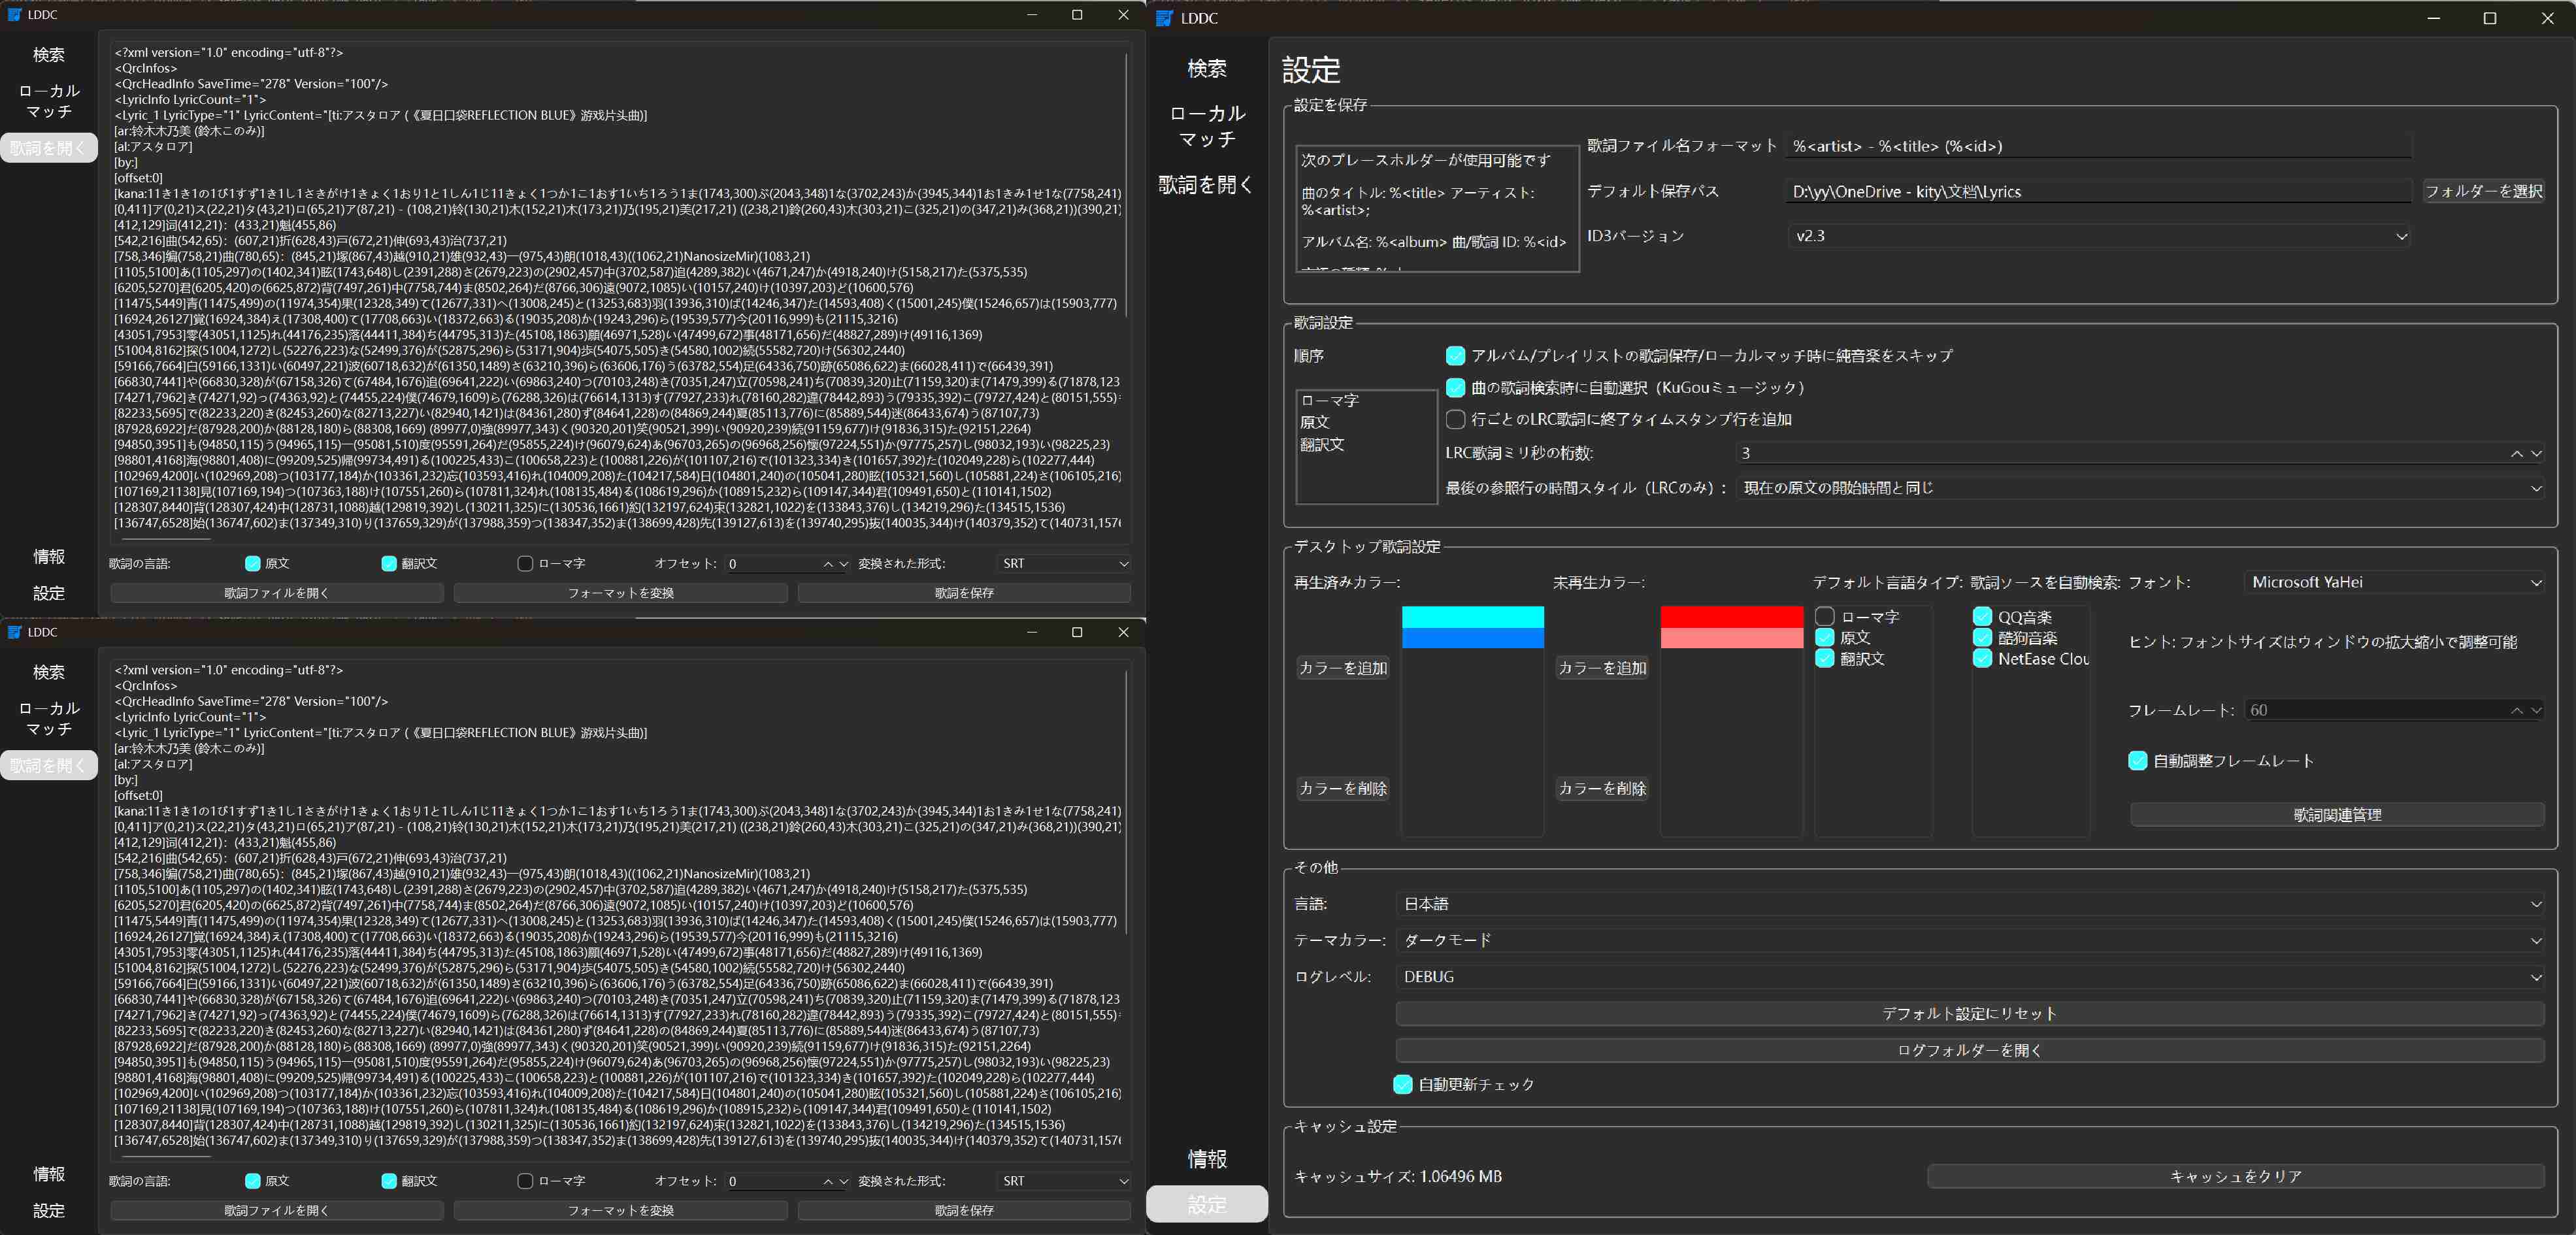 LDDC
検索
ローカル
マッチ
歌詞を開く
情報
設定
<?xml version="1.0" encoding="utf-8"?>
<QrcInfos>
<QrcHeadInfo SaveTime="278" Version="100"/>
<LyricInfo LyricCount="1">
<Lyric_1 LyricType="1" LyricContent="[ti:アスタロア (《夏日口袋REFLECTION BLUE》游戏片头曲)]
[ar:铃木木乃美 (鈴木このみ)]
[al:アスタロア]
[by:]
[offset:0]
[kana:11き1き1の1び1すず1き1し1さきがけ1きょく1おり1と1しん1じ11きょく1つか1こ1おす1いち1ろう1ま(1743,300)ぶ(2043,348)1な(3702,243)か(3945,344)1お1きみ1せ1な(7758,241)
[0,411]ア(0,21)ス(22,21)タ(43,21)ロ(65,21)ア(87,21) - (108,21)铃(130,21)木(152,21)木(173,21)乃(195,21)美(217,21) ((238,21)鈴(260,43)木(303,21)こ(325,21)の(347,21)み(368,21))(390,21)
[412,129]词(412,21)：(433,21)魁(455,86)
[542,216]曲(542,65)：(607,21)折(628,43)戸(672,21)伸(693,43)治(737,21)
[758,346]编(758,21)曲(780,65)：(845,21)塚(867,43)越(910,21)雄(932,43)一(975,43)朗(1018,43)((1062,21)NanosizeMir)(1083,21)
[1105,5100]あ(1105,297)の(1402,341)眩(1743,648)し(2391,288)さ(2679,223)の(2902,457)中(3702,587)追(4289,382)い(4671,247)か(4918,240)け(5158,217)た(5375,535)
[6205,5270]君(6205,420)の(6625,872)背(7497,261)中(7758,744)ま(8502,264)だ(8766,306)遠(9072,1085)い(10157,240)け(10397,203)ど(10600,576)
[11475,5449]青(11475,499)の(11974,354)果(12328,349)て(12677,331)へ(13008,245)と(13253,683)羽(13936,310)ば(14246,347)た(14593,408)く(15001,245)僕(15246,657)は(15903,777)
[16924,26127]覚(16924,384)え(17308,400)て(17708,663)い(18372,663)る(19035,208)か(19243,296)ら(19539,577)今(20116,999)も(21115,3216)
[43051,7953]零(43051,1125)れ(44176,235)落(44411,384)ち(44795,313)た(45108,1863)願(46971,528)い(47499,672)事(48171,656)だ(48827,289)け(49116,1369)
[51004,8162]探(51004,1272)し(52276,223)な(52499,376)が(52875,296)ら(53171,904)歩(54075,505)き(54580,1002)続(55582,720)け(56302,2440)
[59166,7664]白(59166,1331)い(60497,221)波(60718,632)が(61350,1489)さ(63210,396)ら(63606,176)う(63782,554)足(64336,750)跡(65086,622)ま(66028,411)で(66439,391)
[66830,7441]や(66830,328)が(67158,326)て(67484,1676)追(69641,222)い(69863,240)つ(70103,248)き(70351,247)立(70598,241)ち(70839,320)止(71159,320)ま(71479,399)る(71878,123
[74271,7962]き(74271,92)っ(74363,92)と(74455,224)僕(74679,1609)ら(76288,326)は(76614,1313)す(77927,233)れ(78160,282)違(78442,893)う(79335,392)こ(79727,424)と(80151,555)
[82233,5695]で(82233,220)き(82453,260)な(82713,227)い(82940,1421)は(84361,280)ず(84641,228)の(84869,244)夏(85113,776)に(85889,544)迷(86433,674)う(87107,73)
[87928,6922]だ(87928,200)か(88128,180)ら(88308,1669) (89977,0)強(89977,343)く(90320,201)笑(90521,399)い(90920,239)続(91159,677)け(91836,315)た(92151,2264)
[94850,3951]も(94850,115)う(94965,115)一(95081,510)度(95591,264)だ(95855,224)け(96079,624)あ(96703,265)の(96968,256)懐(97224,551)か(97775,257)し(98032,193)い(98225,23)
[98801,4168]海(98801,408)に(99209,525)帰(99734,491)る(100225,433)こ(100658,223)と(100881,226)が(101107,216)で(101323,334)き(101657,392)た(102049,228)ら(102277,444)
[102969,4200]い(102969,208)つ(103177,184)か(103361,232)忘(103593,416)れ(104009,208)た(104217,584)日(104801,240)の(105041,280)眩(105321,560)し(105881,224)さ(106105,216)
[107169,21138]見(107169,194)つ(107363,188)け(107551,260)ら(107811,324)れ(108135,484)る(108619,296)か(108915,232)ら(109147,344)君(109491,650)と(110141,1502)
[128307,8440]背(128307,424)中(128731,1088)越(129819,392)し(130211,325)に(130536,1661)約(132197,624)束(132821,1022)を(133843,376)し(134219,296)た(134515,1536)
[136747,6528]始(136747,602)ま(137349,310)り(137659,329)が(137988,359)つ(138347,352)ま(138699,428)先(139127,613)を(139740,295)抜(140035,344)け(140379,352)て(140731,157
歌詞の言語:
原文
翻訳文
ローマ字
オフセット:
0
変換された形式:
SRT
歌詞ファイルを開く
フォーマットを変換
歌詞を保存
LDDC
検索
ローカル
マッチ
歌詞を開く
情報
設定
<?xml version="1.0" encoding="utf-8"?>
<QrcInfos>
<QrcHeadInfo SaveTime="278" Version="100"/>
<LyricInfo LyricCount="1">
<Lyric_1 LyricType="1" LyricContent="[ti:アスタロア (《夏日口袋REFLECTION BLUE》游戏片头曲)]
[ar:铃木木乃美 (鈴木このみ)]
[al:アスタロア]
[by:]
[offset:0]
[kana:11き1き1の1び1すず1き1し1さきがけ1きょく1おり1と1しん1じ11きょく1つか1こ1おす1いち1ろう1ま(1743,300)ぶ(2043,348)1な(3702,243)か(3945,344)1お1きみ1せ1な(7758,241)
[0,411]ア(0,21)ス(22,21)タ(43,21)ロ(65,21)ア(87,21) - (108,21)铃(130,21)木(152,21)木(173,21)乃(195,21)美(217,21) ((238,21)鈴(260,43)木(303,21)こ(325,21)の(347,21)み(368,21))(390,21)
[412,129]词(412,21)：(433,21)魁(455,86)
[542,216]曲(542,65)：(607,21)折(628,43)戸(672,21)伸(693,43)治(737,21)
[758,346]编(758,21)曲(780,65)：(845,21)塚(867,43)越(910,21)雄(932,43)一(975,43)朗(1018,43)((1062,21)NanosizeMir)(1083,21)
[1105,5100]あ(1105,297)の(1402,341)眩(1743,648)し(2391,288)さ(2679,223)の(2902,457)中(3702,587)追(4289,382)い(4671,247)か(4918,240)け(5158,217)た(5375,535)
[6205,5270]君(6205,420)の(6625,872)背(7497,261)中(7758,744)ま(8502,264)だ(8766,306)遠(9072,1085)い(10157,240)け(10397,203)ど(10600,576)
[11475,5449]青(11475,499)の(11974,354)果(12328,349)て(12677,331)へ(13008,245)と(13253,683)羽(13936,310)ば(14246,347)た(14593,408)く(15001,245)僕(15246,657)は(15903,777)
[16924,26127]覚(16924,384)え(17308,400)て(17708,663)い(18372,663)る(19035,208)か(19243,296)ら(19539,577)今(20116,999)も(21115,3216)
[43051,7953]零(43051,1125)れ(44176,235)落(44411,384)ち(44795,313)た(45108,1863)願(46971,528)い(47499,672)事(48171,656)だ(48827,289)け(49116,1369)
[51004,8162]探(51004,1272)し(52276,223)な(52499,376)が(52875,296)ら(53171,904)歩(54075,505)き(54580,1002)続(55582,720)け(56302,2440)
[59166,7664]白(59166,1331)い(60497,221)波(60718,632)が(61350,1489)さ(63210,396)ら(63606,176)う(63782,554)足(64336,750)跡(65086,622)ま(66028,411)で(66439,391)
[66830,7441]や(66830,328)が(67158,326)て(67484,1676)追(69641,222)い(69863,240)つ(70103,248)き(70351,247)立(70598,241)ち(70839,320)止(71159,320)ま(71479,399)る(71878,123
[74271,7962]き(74271,92)っ(74363,92)と(74455,224)僕(74679,1609)ら(76288,326)は(76614,1313)す(77927,233)れ(78160,282)違(78442,893)う(79335,392)こ(79727,424)と(80151,555)
[82233,5695]で(82233,220)き(82453,260)な(82713,227)い(82940,1421)は(84361,280)ず(84641,228)の(84869,244)夏(85113,776)に(85889,544)迷(86433,674)う(87107,73)
[87928,6922]だ(87928,200)か(88128,180)ら(88308,1669) (89977,0)強(89977,343)く(90320,201)笑(90521,399)い(90920,239)続(91159,677)け(91836,315)た(92151,2264)
[94850,3951]も(94850,115)う(94965,115)一(95081,510)度(95591,264)だ(95855,224)け(96079,624)あ(96703,265)の(96968,256)懐(97224,551)か(97775,257)し(98032,193)い(98225,23)
[98801,4168]海(98801,408)に(99209,525)帰(99734,491)る(100225,433)こ(100658,223)と(100881,226)が(101107,216)で(101323,334)き(101657,392)た(102049,228)ら(102277,444)
[102969,4200]い(102969,208)つ(103177,184)か(103361,232)忘(103593,416)れ(104009,208)た(104217,584)日(104801,240)の(105041,280)眩(105321,560)し(105881,224)さ(106105,216)
[107169,21138]見(107169,194)つ(107363,188)け(107551,260)ら(107811,324)れ(108135,484)る(108619,296)か(108915,232)ら(109147,344)君(109491,650)と(110141,1502)
[128307,8440]背(128307,424)中(128731,1088)越(129819,392)し(130211,325)に(130536,1661)約(132197,624)束(132821,1022)を(133843,376)し(134219,296)た(134515,1536)
[136747,6528]始(136747,602)ま(137349,310)り(137659,329)が(137988,359)つ(138347,352)ま(138699,428)先(139127,613)を(139740,295)抜(140035,344)け(140379,352)て(140731,157
歌詞の言語:
原文
翻訳文
ローマ字
オフセット:
0
変換された形式:
SRT
歌詞ファイルを開く
フォーマットを変換
歌詞を保存
LDDC
検索
ローカル
マッチ
歌詞を開く
情報
設定
設定
設定を保存
次のプレースホルダーが使用可能です
曲のタイトル: %<title> アーティスト:
%<artist>;
アルバム名: %<album> 曲/歌詞 ID: %<id>
歌詞ファイル名フォーマット
%<artist> - %<title> (%<id>)
デフォルト保存パス
D:\yy\OneDrive - kity\文档\Lyrics
フォルダーを選択
ID3バージョン
v2.3
歌詞設定
順序
ローマ字
原文
翻訳文
アルバム/プレイリストの歌詞保存/ローカルマッチ時に純音楽をスキップ
曲の歌詞検索時に自動選択（KuGouミュージック）
行ごとのLRC歌詞に終了タイムスタンプ行を追加
LRC歌詞ミリ秒の桁数:
3
最後の参照行の時間スタイル（LRCのみ）:
現在の原文の開始時間と同じ
デスクトップ歌詞設定
再生済みカラー:
カラーを追加
カラーを削除
未再生カラー:
カラーを追加
カラーを削除
デフォルト言語タイプ:
ローマ字
原文
翻訳文
歌詞ソースを自動検索:
QQ音楽
酷狗音楽
NetEase Clou
フォント:
Microsoft YaHei
ヒント: フォントサイズはウィンドウの拡大縮小で調整可能
フレームレート:
60
自動調整フレームレート
歌詞関連管理
その他
言語:
日本語
テーマカラー:
ダークモード
ログレベル:
DEBUG
デフォルト設定にリセット
ログフォルダーを開く
自動更新チェック
キャッシュ設定
キャッシュサイズ: 1.06496 MB
キャッシュをクリア